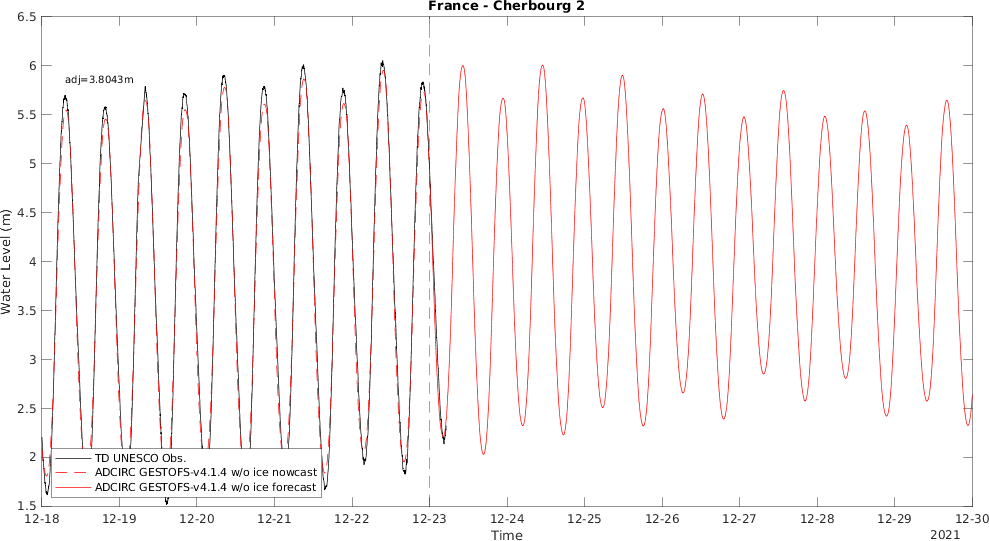 France - Cherbourg 2
6.5
6
5.5
5
4.5
4
3.5
3
2.5
2
1.5
Water Level (m)
adj=3.8043m
TD UNESCO Obs.
ADCIRC GESTOFS-v4.1.4 w/o ice nowcast
ADCIRC GESTOFS-v4.1.4 w/o ice forecast
12-18 12-19 12-20 12-21 12-22 12-23 12-24 12-25 12-26 12-27 12-28 12-29 12-30
Time
2021